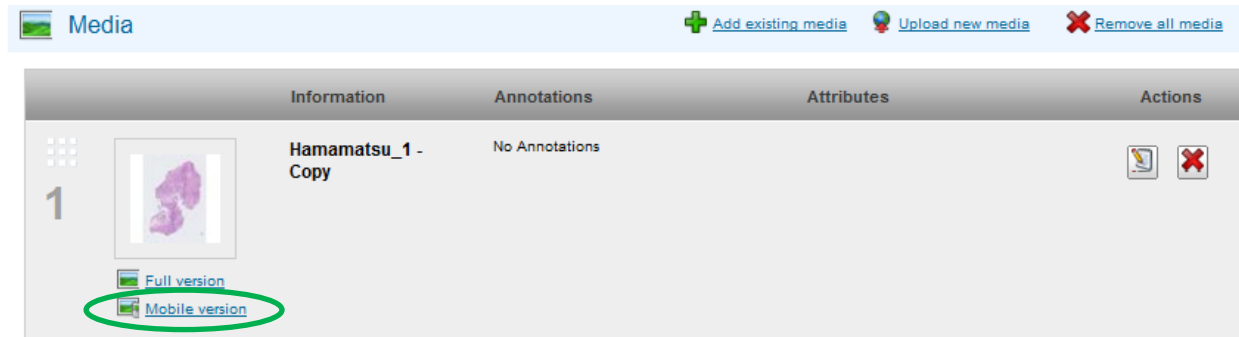 Media
Add existing media
Upload new media
Remove all media
Information
Annotations
Attributes
Actions
1
Hamamatsu_1 -
Copy
No Annotations
Full version
Mobile version